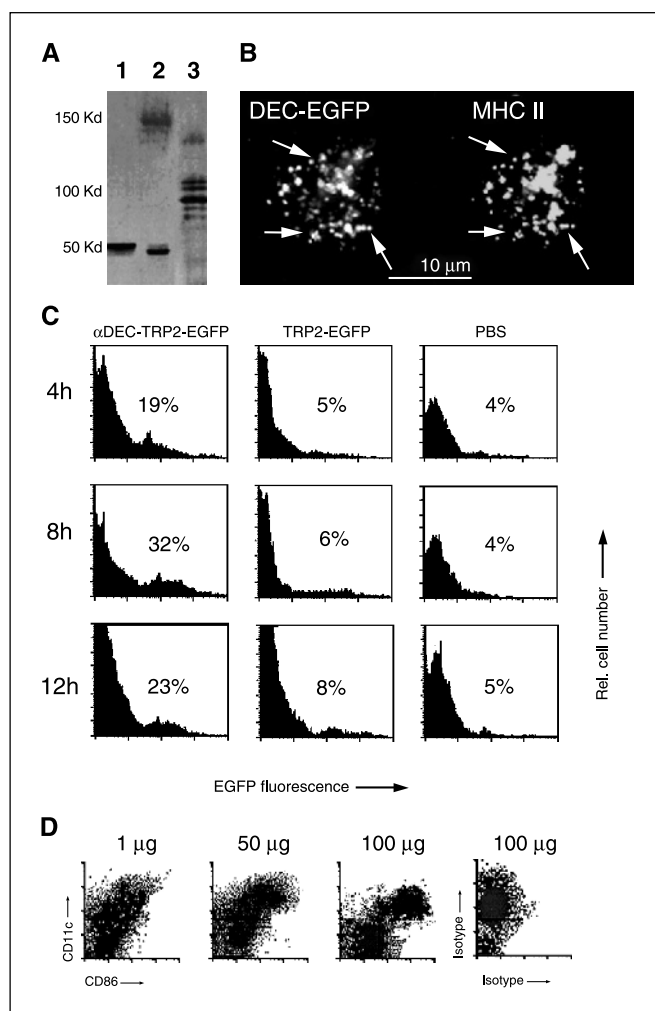 A
1 2 3
150 Kd
100 Kd
50 Kd
B
DEC-EGFP
MHC II
10 μm
C
αDEC-TRP2-EGFP
TRP2-EGFP
PBS
4h
19%
5%
4%
8h
32%
6%
4%
12h
23%
8%
5%
Rel. cell number
EGFP fluorescence
D
1 μg
50 μg
100 μg
100 μg
CD11c
CD86
Isotype
Isotype